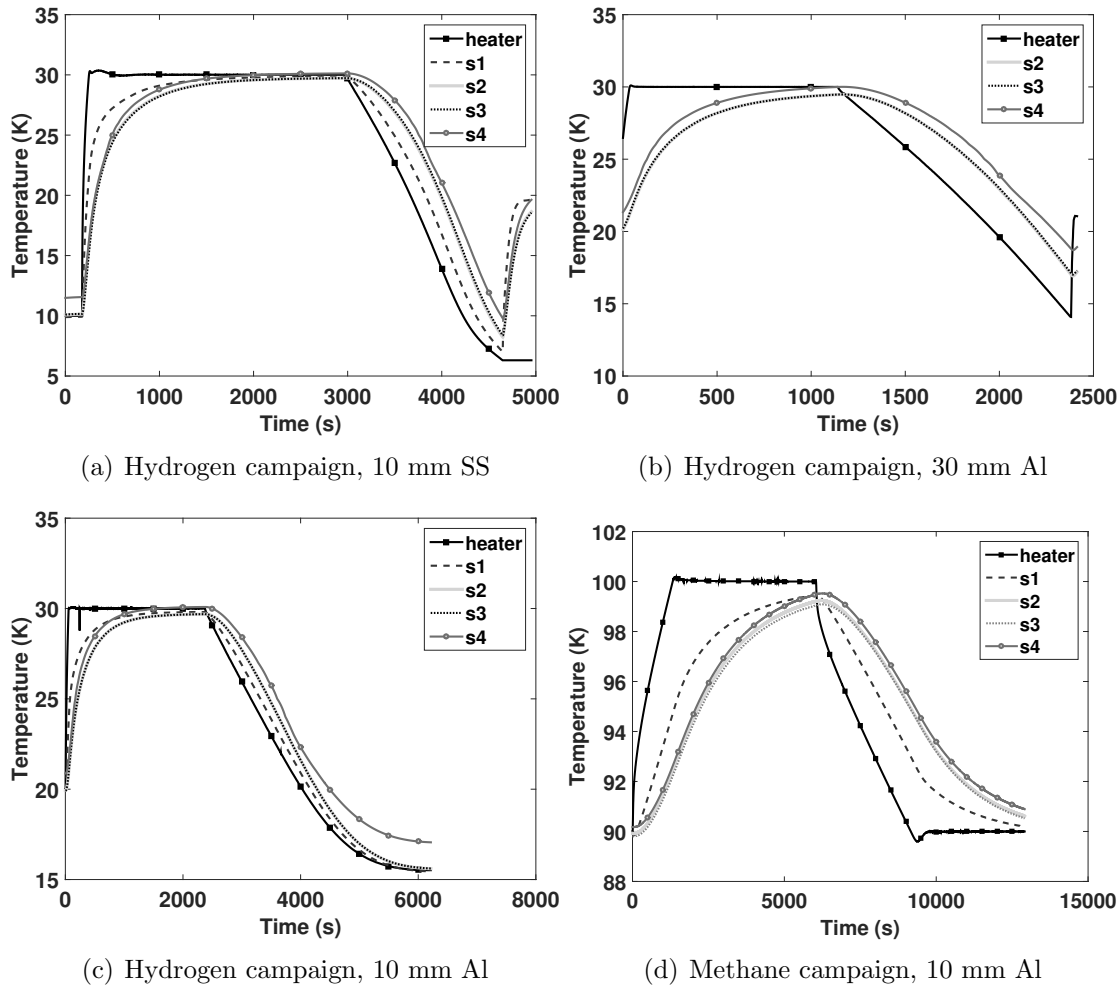 35
30
25
20
15
10
5
0 1000 2000 3000 4000 5000
Temperature (K)
Time (s)
heater
s1
s2
s3
s4
(a) Hydrogen campaign, 10 mm SS
35
30
25
20
15
10
0 500 1000 1500 2000 2500
Temperature (K)
Time (s)
heater
s2
s3
s4
(b) Hydrogen campaign, 30 mm Al
35
30
25
20
15
0 2000 4000 6000 8000
Temperature (K)
Time (s)
heater
s1
s2
s3
s4
(c) Hydrogen campaign, 10 mm Al
102
100
98
96
94
92
90
88
0 5000 10000 15000
Temperature (K)
Time (s)
heater
s1
s2
s3
s4
(d) Methane campaign, 10 mm Al